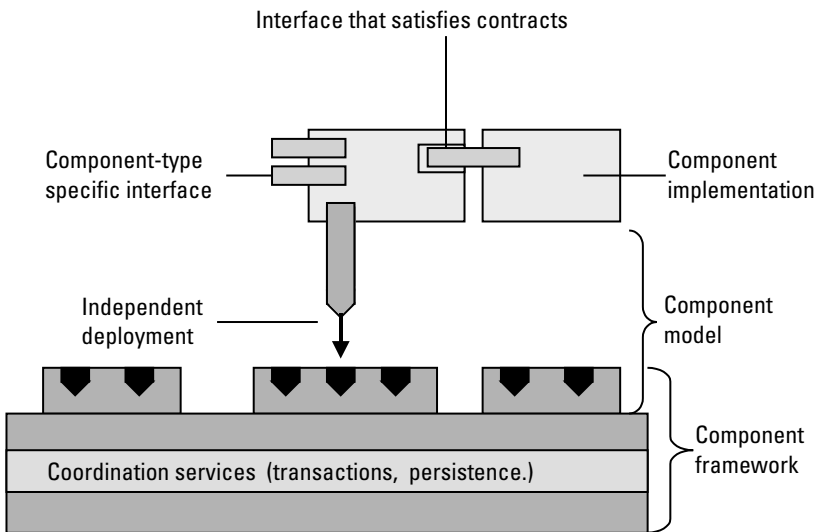 Interface that satisfies contracts
Component-type
specific interface
Component
implementation
Independent
deployment
Component
model
Component
framework
Coordination services (transactions, persistence.)